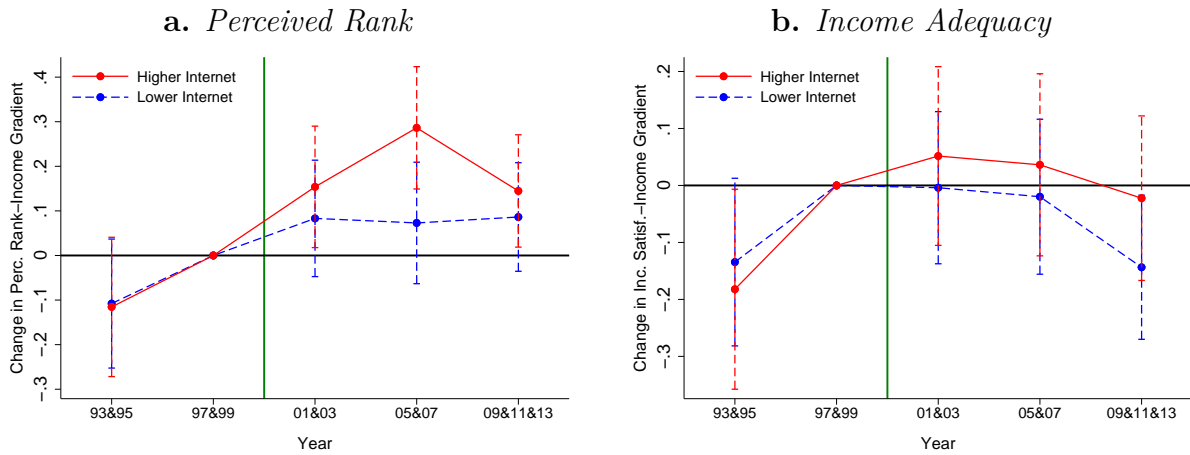 a. Perceived Rank
Change in Perc. Rank–Income Gradient
.4
.3
.2
.1
0
-.1
-.2
-.3
Higher Internet
Lower Internet
93&95
97&99
01&03
05&07
09&11&13
Year
b. Income Adequacy
Change in Inc. Satisf.–Income Gradient
.2
.1
0
-.1
-.2
-.3
Higher Internet
Lower Internet
93&95
97&99
01&03
05&07
09&11&13
Year